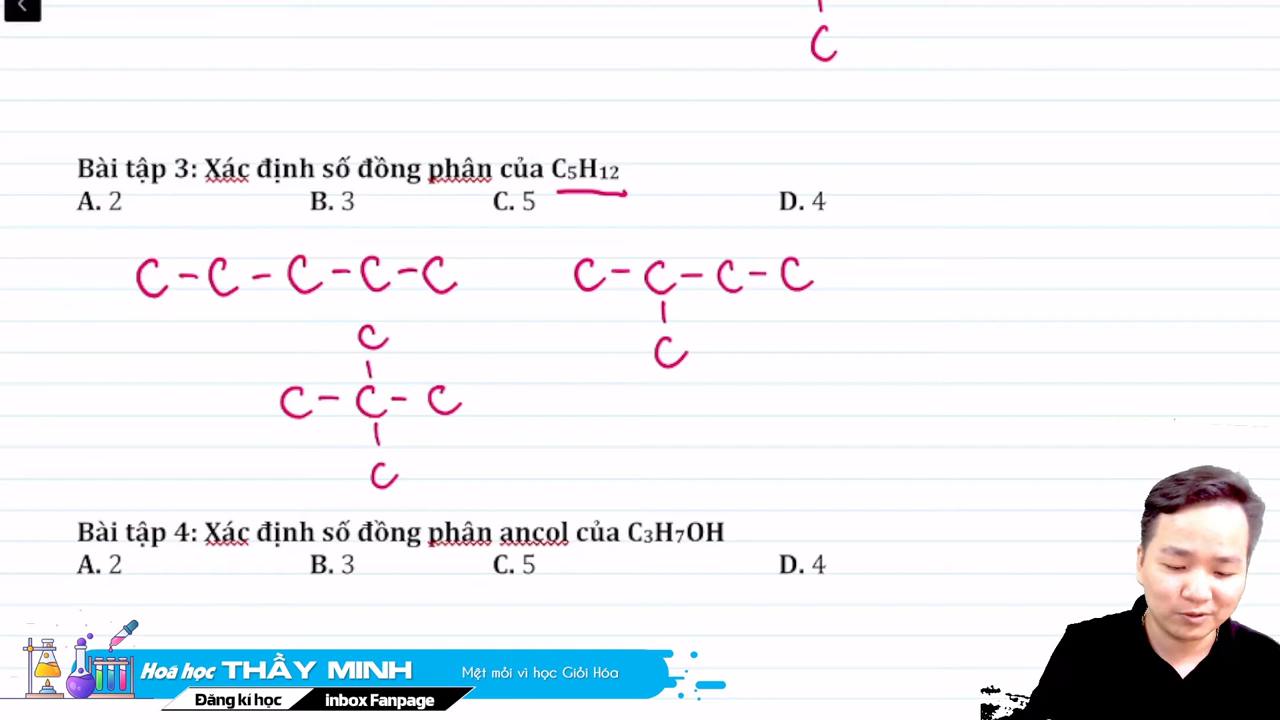 C
Bài tập 3: Xác định số đồng phân của C₅H₁₂
A. 2 B. 3 C. 5 D. 4
C – C – C – C – C C – C – C – C
C
C
C – C – C
C
Bài tập 4: Xác định số đồng phân ancol của C₃H₇OH
A. 2 B. 3 C. 5 D. 4
Hoá học THẦY MINH Mệt mỏi vì học Giỏi Hóa
Đăng kí học inbox Fanpage